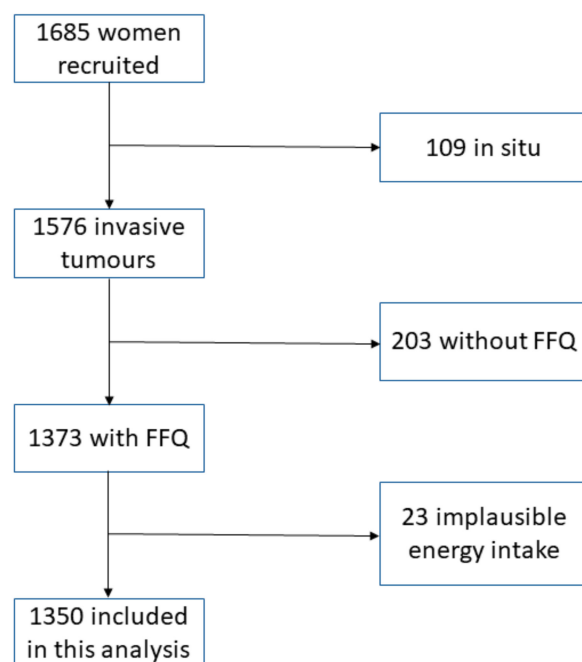 1685 women
recruited
109 in situ
1576 invasive
tumours
203 without FFQ
1373 with FFQ
23 implausible
energy intake
1350 included
in this analysis